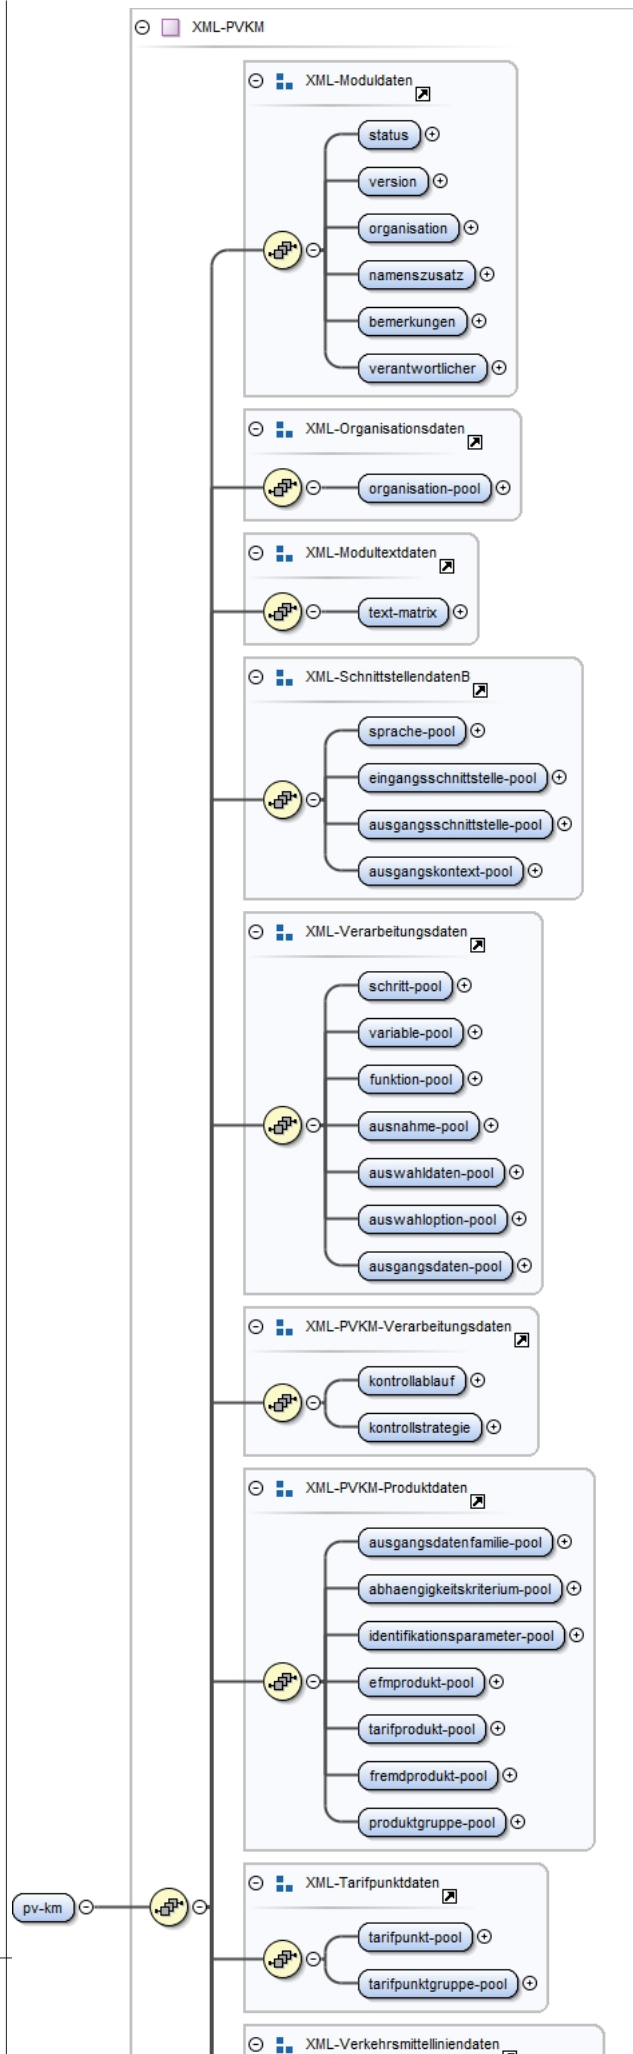 XML-PVKM
XML-Moduldaten
status
version
organisation
namenszusatz
bemerkungen
verantwortlicher
XML-Organisationsdaten
organisation-pool
XML-Modultextdaten
text-matrix
XML-SchnittstellendatenB
sprache-pool
eingangsschnittstelle-pool
ausgangsschnittstelle-pool
ausgangskontext-pool
XML-Verarbeitungsdaten
schritt-pool
variable-pool
funktion-pool
ausnahme-pool
auswahldaten-pool
auswahloption-pool
ausgangsdaten-pool
XML-PVKM-Verarbeitungsdaten
kontrollablauf
kontrollstrategie
XML-PVKM-Produktdaten
ausgangsdatenfamilie-pool
abhaengigkeitskriterium-pool
identifikationsparameter-pool
efmprodukt-pool
tarifprodukt-pool
fremdprodukt-pool
produktgruppe-pool
XML-Tarifpunktdaten
pv-km
tarifpunkt-pool
tarifpunktgruppe-pool
XML-Verkehrsmittelliniendaten